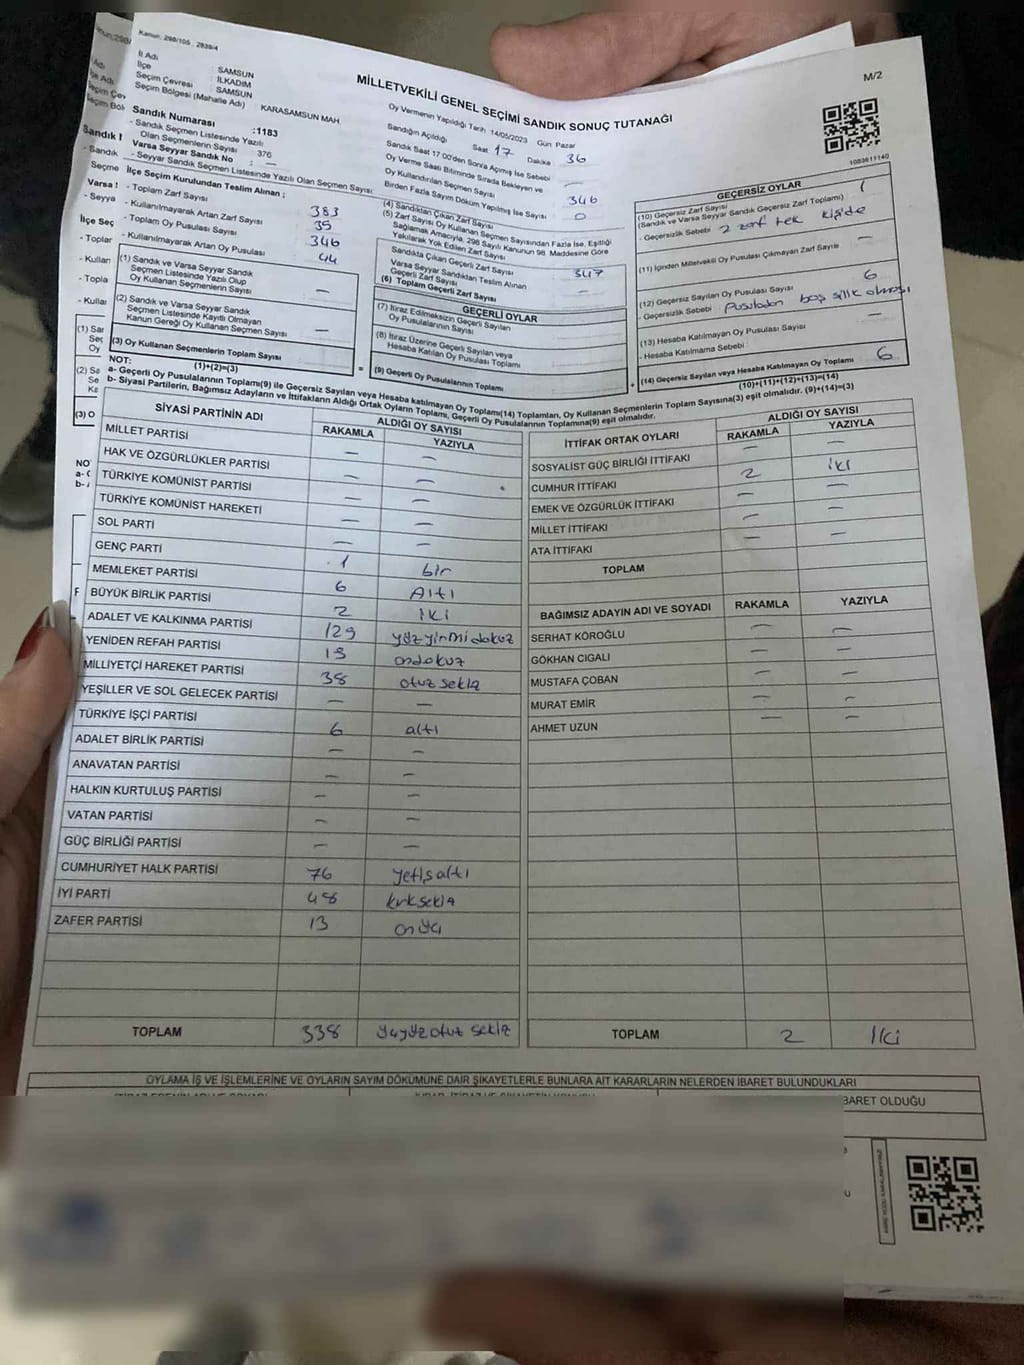 Kanun: 298/105 , 2839/4
MİLLETVEKİLİ GENEL SEÇİMİ SANDIK SONUÇ TUTANAĞI
M/2
İl Adı : SAMSUN
İlçe : İLKADIM
Seçim Çevresi : SAMSUN
Seçim Bölgesi (Mahalle Adı) KARASAMSUN MAH
Sandık Numarası :1183
- Sandık Seçmen Listesinde Yazılı
Olan Seçmenlerin Sayısı 376
Varsa Seyyar Sandık No : —
- Seyyar Sandık Seçmen Listesinde Yazılı Olan Seçmen Sayısı
İlçe Seçim Kurulundan Teslim Alınan ;
- Toplam Zarf Sayısı 383
- Kullanılmayarak Artan Zarf Sayısı 35
- Toplam Oy Pusulası Sayısı 346
- Kullanılmayarak Artan Oy Pusulası 44
(1) Sandık ve Varsa Seyyar Sandık
Seçmen Listesinde Yazılı Olup
Oy Kullanan Seçmenlerin Sayısı —
(2) Sandık ve Varsa Seyyar Sandık
Seçmen Listesinde Kayıtlı Olmayan
Kanun Gereği Oy Kullanan Seçmen Sayısı —
(3) Oy Kullanan Seçmenlerin Toplam Sayısı —
(1)+(2)=(3)
Oy Vermenin Yapıldığı Tarih 14/05/2023 Gün Pazar
Sandığın Açıldığı Saat 17 Dakika 36
Sandık Saat 17.00'den Sonra Açılmış İse Sebebi —
Oy Verme Saati Bitiminde Sırada Bekleyen ve
Oy Kullandırılan Seçmen Sayısı —
Birden Fazla Sayım Döküm Yapılmış İse Sayısı
(4) Sandıktan Çıkan Zarf Sayısı 346
(5) Zarf Sayısı Oy Kullanan Seçmen Sayısından Fazla İse, Eşitliği
Sağlamak Amacıyla, 298 Sayılı Kanunun 98. Maddesine Göre
Yakılarak Yok Edilen Zarf Sayısı 0
Sandıkta Çıkan Geçerli Zarf Sayısı 347
Varsa Seyyar Sandıktan Teslim Alınan
Geçerli Zarf Sayısı —
(6) Toplam Geçerli Zarf Sayısı
GEÇERLİ OYLAR
(7) İtiraz Edilmeksizin Geçerli Sayılan
Oy Pusulalarının Sayısı
(8) İtiraz Üzerine Geçerli Sayılan veya
Hesaba Katılan Oy Pusulası Toplamı
(9) Geçerli Oy Pusulalarının Toplamı
1083611140
GEÇERSİZ OYLAR
(10) Geçersiz Zarf Sayısı 1
(Sandık ve Varsa Seyyar Sandık Geçersiz Zarf Toplamı)
- Geçersizlik Sebebi 2 zarf tek kişide
(11) İçinden Milletvekili Oy Pusulası Çıkmayan Zarf Sayısı —
(12) Geçersiz Sayılan Oy Pusulası Sayısı 6
- Geçersizlik Sebebi pusuladan boş silik olması
(13) Hesaba Katılmayan Oy Pusulası Sayısı —
- Hesaba Katılmama Sebebi
(14) Geçersiz Sayılan veya Hesaba Katılmayan Oy Toplamı 6
(10)+(11)+(12)+(13)=(14)
NOT:
a- Geçerli Oy Pusulalarının Toplamı(9) ile Geçersiz Sayılan veya Hesaba katılmayan Oy Toplamı(14) Toplamları, Oy Kullanan Seçmenlerin Toplam Sayısına(3) eşit olmalıdır. (9)+(14)=(3)
b- Siyasi Partilerin, Bağımsız Adayların ve İttifakların Aldığı Ortak Oyların Toplamı, Geçerli Oy Pusulalarının Toplamına(9) eşit olmalıdır.
SİYASİ PARTİNİN ADI ALDIĞI OY SAYISI
RAKAMLA YAZIYLA
MİLLET PARTİSİ — —
HAK VE ÖZGÜRLÜKLER PARTİSİ — —
TÜRKİYE KOMÜNİST PARTİSİ — —
TÜRKİYE KOMÜNİST HAREKETİ — —
SOL PARTİ — —
GENÇ PARTİ 1 bir
MEMLEKET PARTİSİ 6 Altı
BÜYÜK BİRLİK PARTİSİ 2 iki
ADALET VE KALKINMA PARTİSİ 129 yüzyirmidokuz
YENİDEN REFAH PARTİSİ 19 ondokuz
MİLLİYETÇİ HAREKET PARTİSİ 38 otuz sekiz
YEŞİLLER VE SOL GELECEK PARTİSİ — —
TÜRKİYE İŞÇİ PARTİSİ 6 altı
ADALET BİRLİK PARTİSİ — —
ANAVATAN PARTİSİ — —
HALKIN KURTULUŞ PARTİSİ — —
VATAN PARTİSİ — —
GÜÇ BİRLİĞİ PARTİSİ — —
CUMHURİYET HALK PARTİSİ 76 yetişaltı
İYİ PARTİ 48 kırksekiz
ZAFER PARTİSİ 13 onüç
TOPLAM 338 üçyüz otuz sekiz
İTTİFAK ORTAK OYLARI ALDIĞI OY SAYISI
RAKAMLA YAZIYLA
SOSYALİST GÜÇ BİRLİĞİ İTTİFAKI — —
CUMHUR İTTİFAKI 2 iki
EMEK VE ÖZGÜRLÜK İTTİFAKI — —
MİLLET İTTİFAKI — —
ATA İTTİFAKI — —
TOPLAM
BAĞIMSIZ ADAYIN ADI VE SOYADI RAKAMLA YAZIYLA
SERHAT KÖROĞLU — —
GÖKHAN CIGALI — —
MUSTAFA ÇOBAN — —
MURAT EMİR — —
AHMET UZUN — —
TOPLAM 2 İki
OYLAMA İŞ VE İŞLEMLERİNE VE OYLARIN SAYIM DÖKÜMÜNE DAİR ŞİKAYETLERLE BUNLARA AİT KARARLARIN NELERDEN İBARET BULUNDUKLARI
BARET OLDUĞU